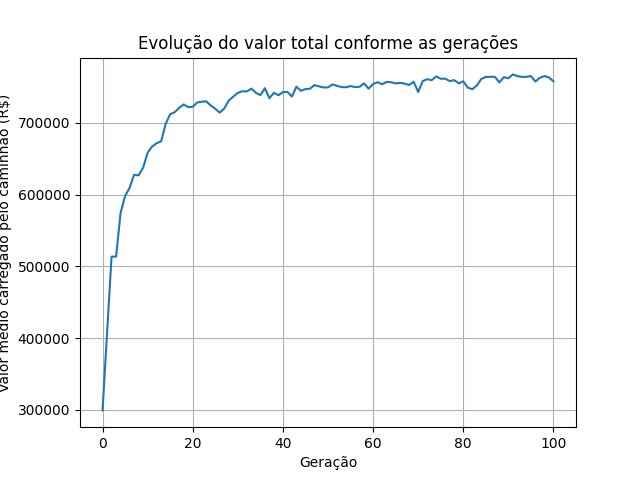 Evolução do valor total conforme as gerações
Valor médio carregado pelo caminhão (R$)
700000
600000
500000
400000
300000
0 20 40 60 80 100
Geração